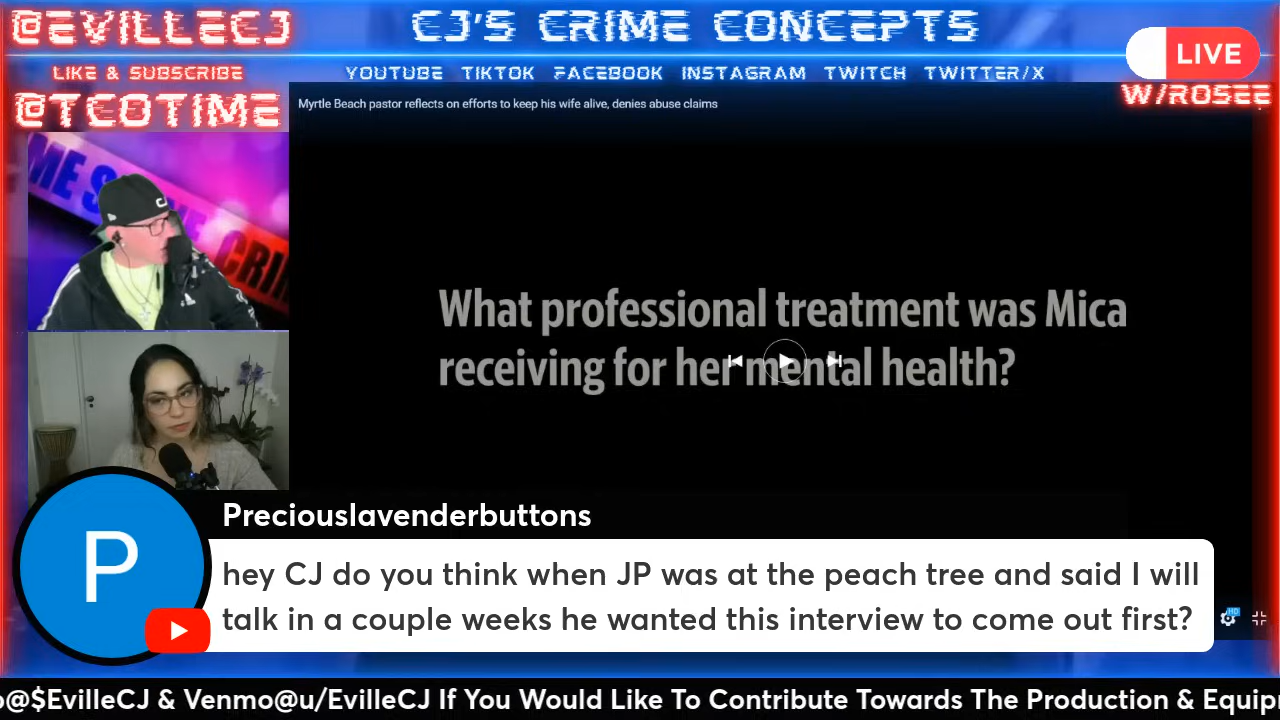 @EVILLECJ
CJ'S CRIME CONCEPTS
LIVE
LIKE & SUBSCRIBE
YOUTUBE TIKTOK FACEBOOK INSTAGRAM TWITCH TWITTER/X
@TCOTIME
W/ROSEE
Myrtle Beach pastor reflects on efforts to keep his wife alive, denies abuse claims
What professional treatment was Mica
receiving for her mental health?
P
Preciouslavenderbuttons
hey CJ do you think when JP was at the peach tree and said I will
talk in a couple weeks he wanted this interview to come out first?
HD
@$EvilleCJ & Venmo@u/EvilleCJ If You Would Like To Contribute Towards The Production &